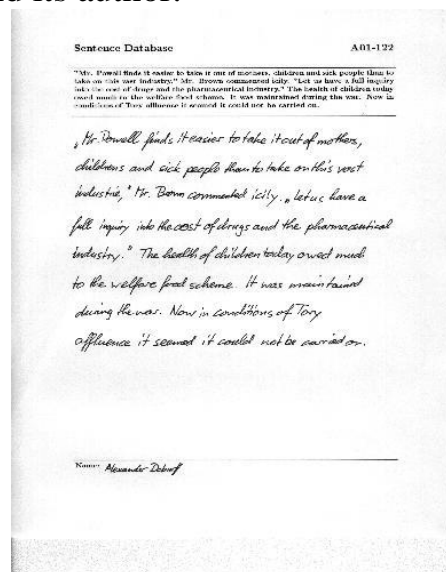 d its author.
Sentence Database A01-122
"Mr. Powell finds it easier to take it out of mothers, children and sick people than to
take on this vast industry," Mr. Brown commented icily. "Let us have a full inquiry
into the cost of drugs and the pharmaceutical industry." The health of children today
owed much to the welfare food scheme. It was maintained during the war. Now in
conditions of Tory affluence it seemed it could not be carried on.
„Mr. Powell finds it easier to take it out of mothers,
childrens and sick people than to take on this vast
industrie," Mr. Brown commented icily. „Let us have a
full inquiry into the cost of drugs and the pharmaceutical
industry." The health of children today owed much
to the welfare food scheme. It was maintained
during the war. Now in conditions of Tory
affluence it seemed it could not be carried on.
Name: Alexander